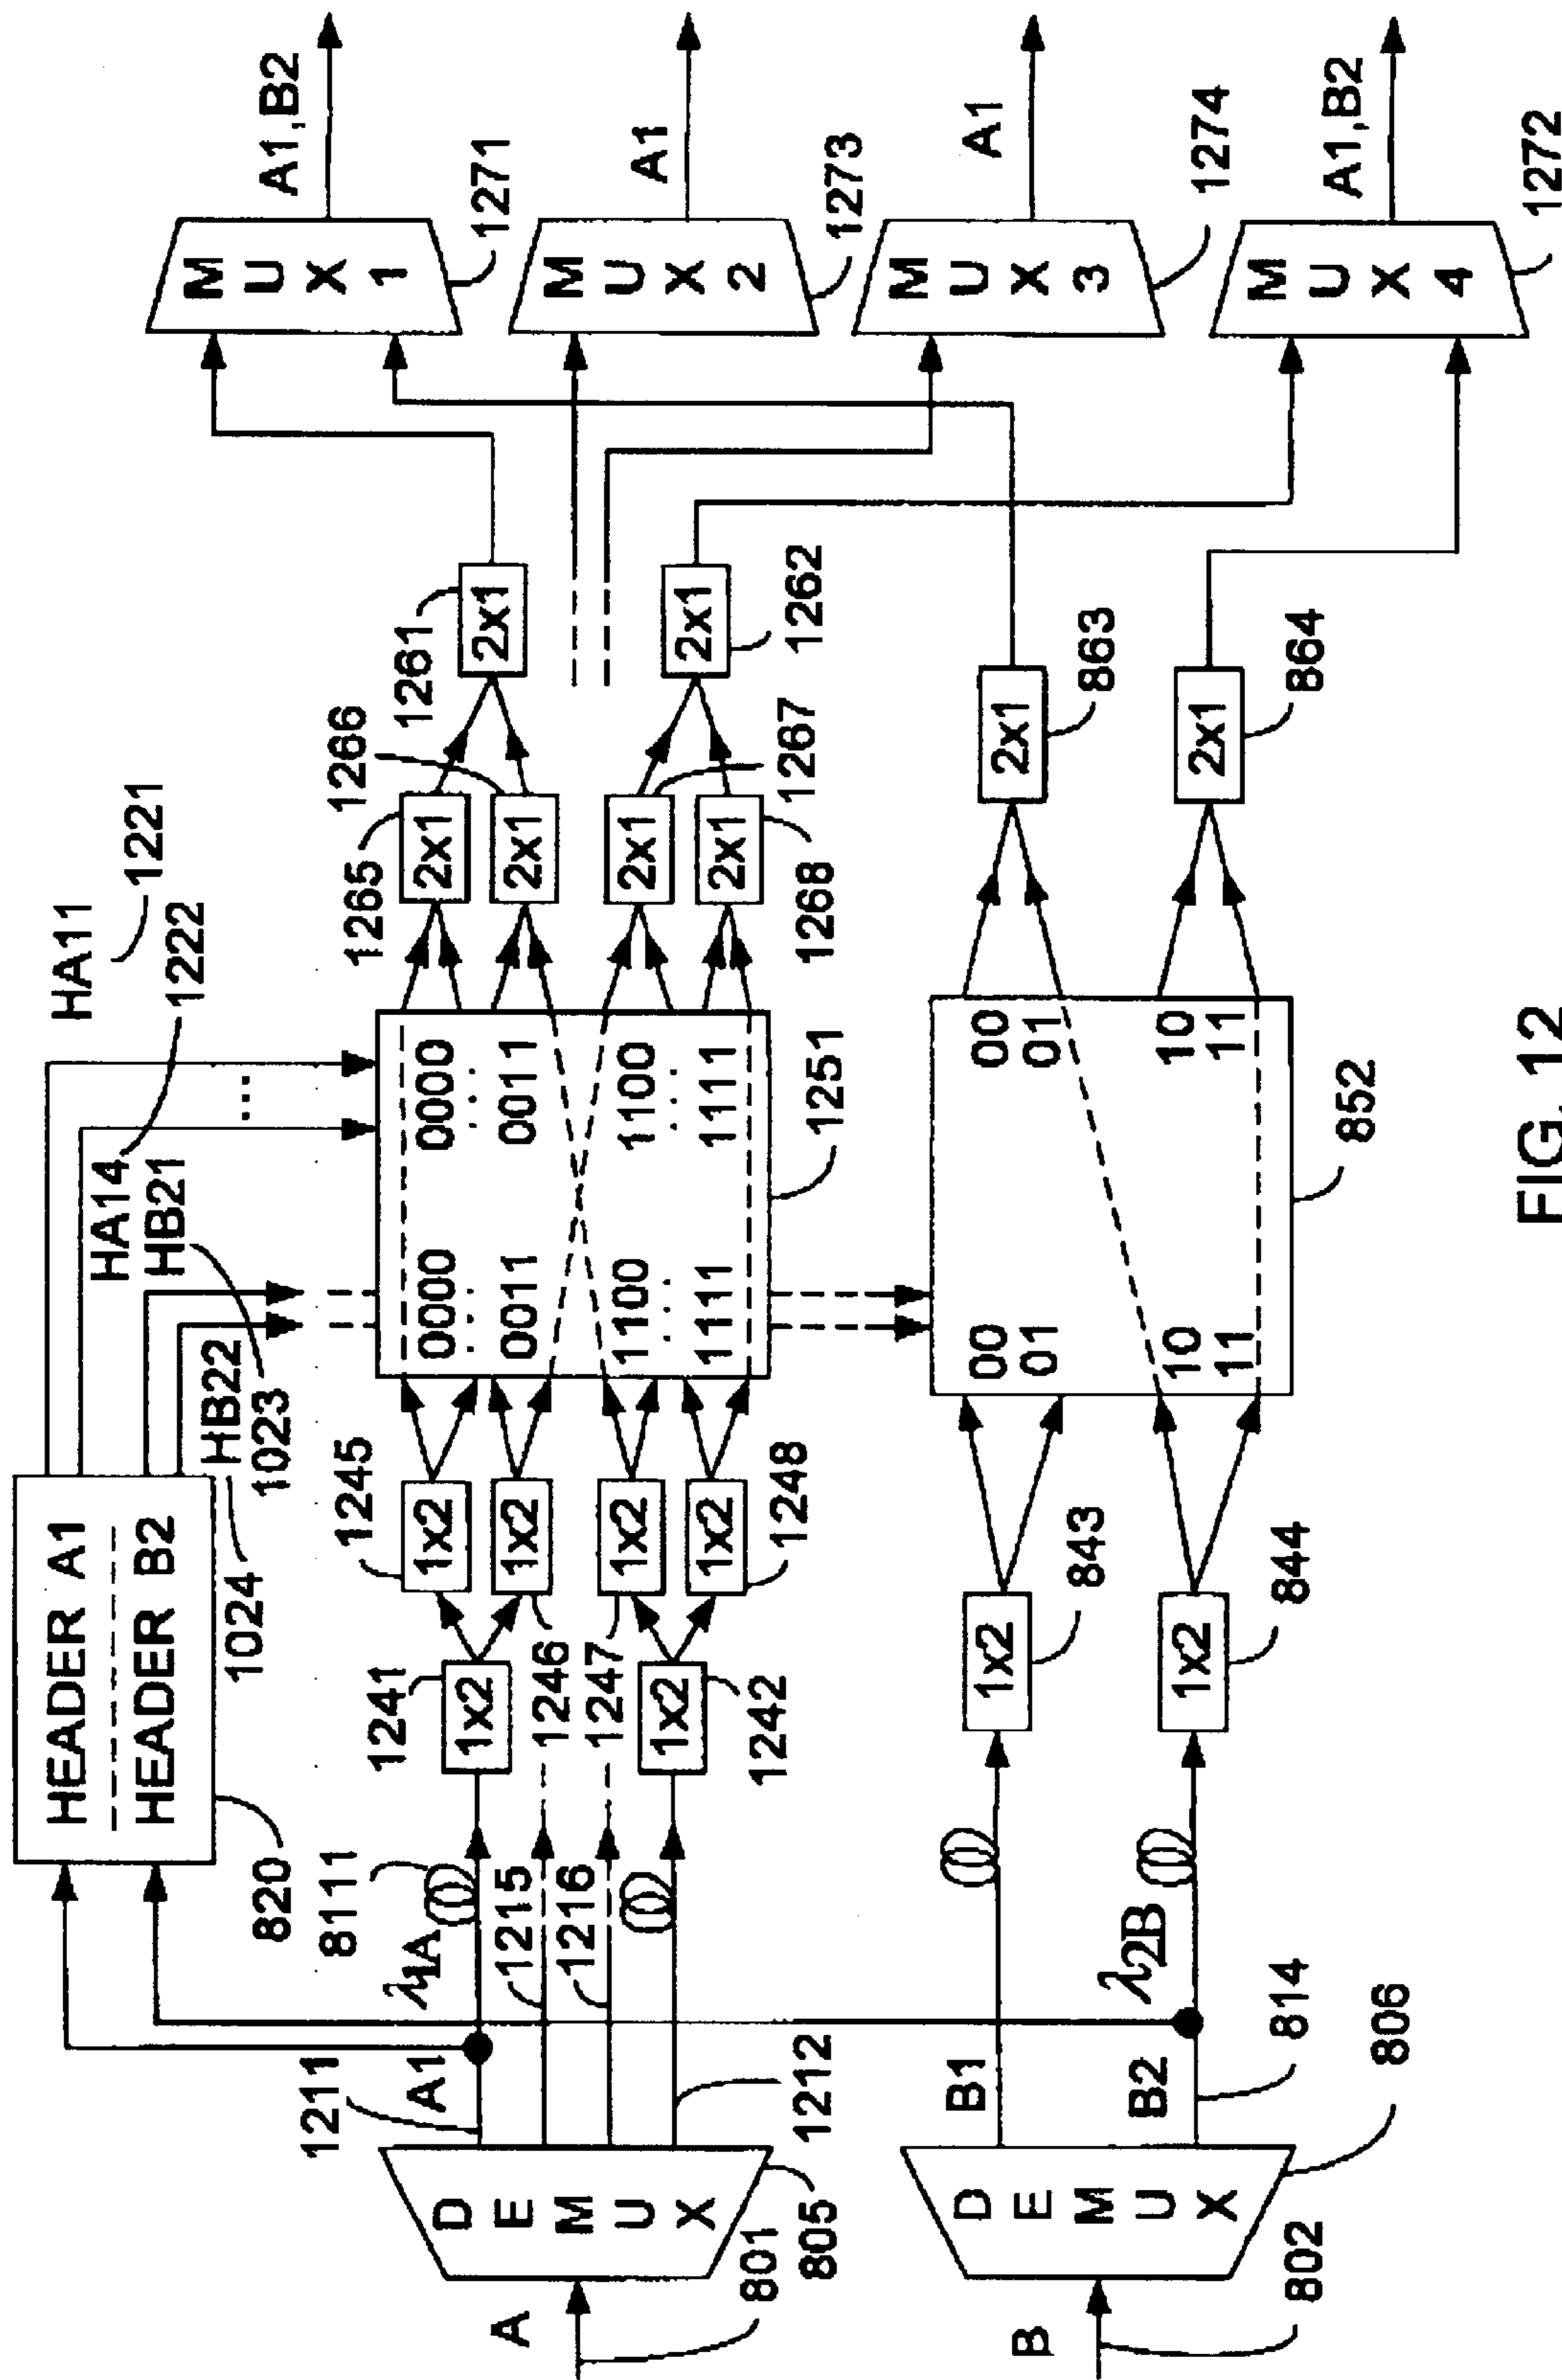 HEADER A1
HEADER B2
820
1024
HB22
1023
HA14
HB21
1222
HA11
1221
...
A
801
DEMUX
805
1211
A1
λ1A
8111
1215
1216
1212
1241
1x2
1246
1247
1x2
1242
1245
1x2
1x2
1x2
1x2
1248
0000
0011
1100
1111
0000
0011
1100
1111
1251
1265
2x1
1266
2x1
2x1
1267
2x1
1268
1261
2x1
2x1
1262
MUX 1
1271
A1,B2
MUX 2
1273
A1
MUX 3
1274
A1
MUX 4
1272
A1,B2
B
802
DEMUX
806
B1
B2
814
λ2B
1x2
843
1x2
844
00
01
10
11
00
01
10
11
852
2x1
863
2x1
864
FIG. 12